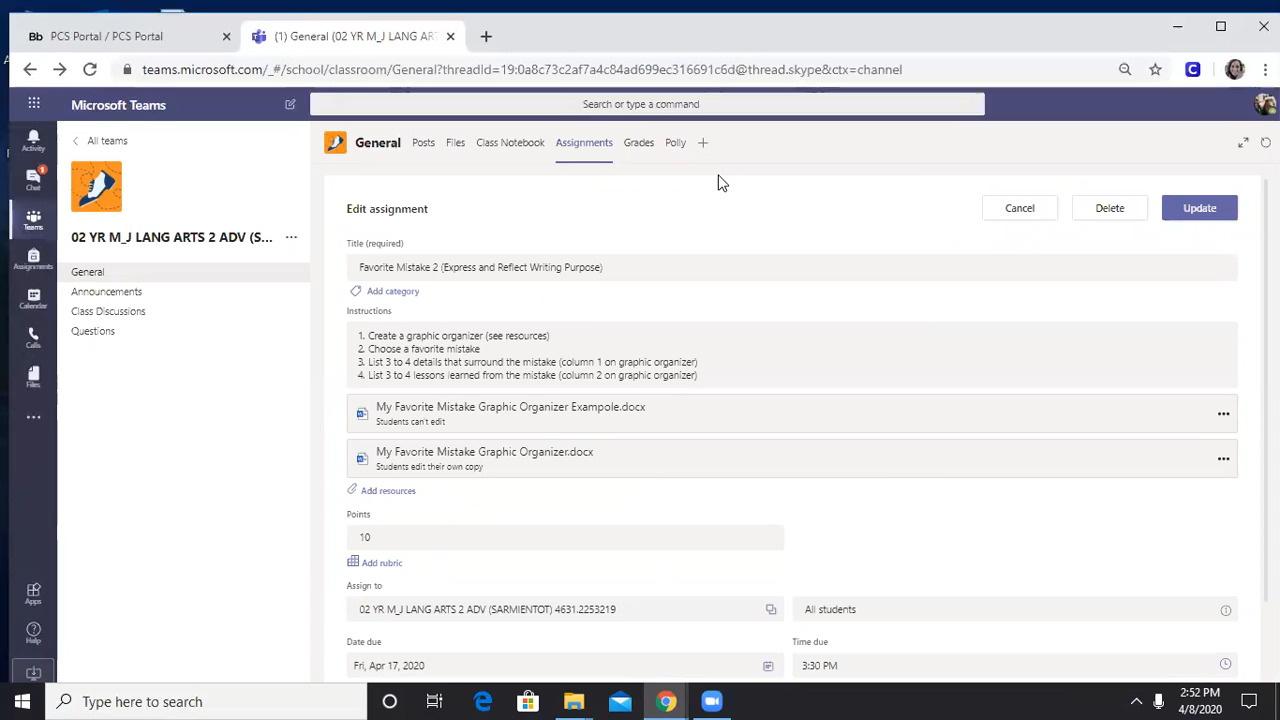 Bb PCS Portal / PCS Portal
(1) General (02 YR M_J LANG AR
teams.microsoft.com/_#/school/classroom/General?threadId=19:0a8c73c2af7a4c84ad699ec316691c6d@thread.skype&ctx=channel
Microsoft Teams
Search or type a command
Activity
Chat
1
Teams
Assignments
Calendar
Calls
Files
Apps
Help
All teams
02 YR M_J LANG ARTS 2 ADV (S...
General
Announcements
Class Discussions
Questions
General Posts Files Class Notebook Assignments Grades Polly
Edit assignment
Cancel Delete Update
Title (required)
Favorite Mistake 2 (Express and Reflect Writing Purpose)
Add category
Instructions
1. Create a graphic organizer (see resources)
2. Choose a favorite mistake
3. List 3 to 4 details that surround the mistake (column 1 on graphic organizer)
4. List 3 to 4 lessons learned from the mistake (column 2 on graphic organizer)
My Favorite Mistake Graphic Organizer Exampole.docx
Students can't edit
My Favorite Mistake Graphic Organizer.docx
Students edit their own copy
Add resources
Points
10
Add rubric
Assign to
02 YR M_J LANG ARTS 2 ADV (SARMIENTOT) 4631.2253219
All students
Date due
Time due
Fri, Apr 17, 2020
3:30 PM
Type here to search
2:52 PM
4/8/2020